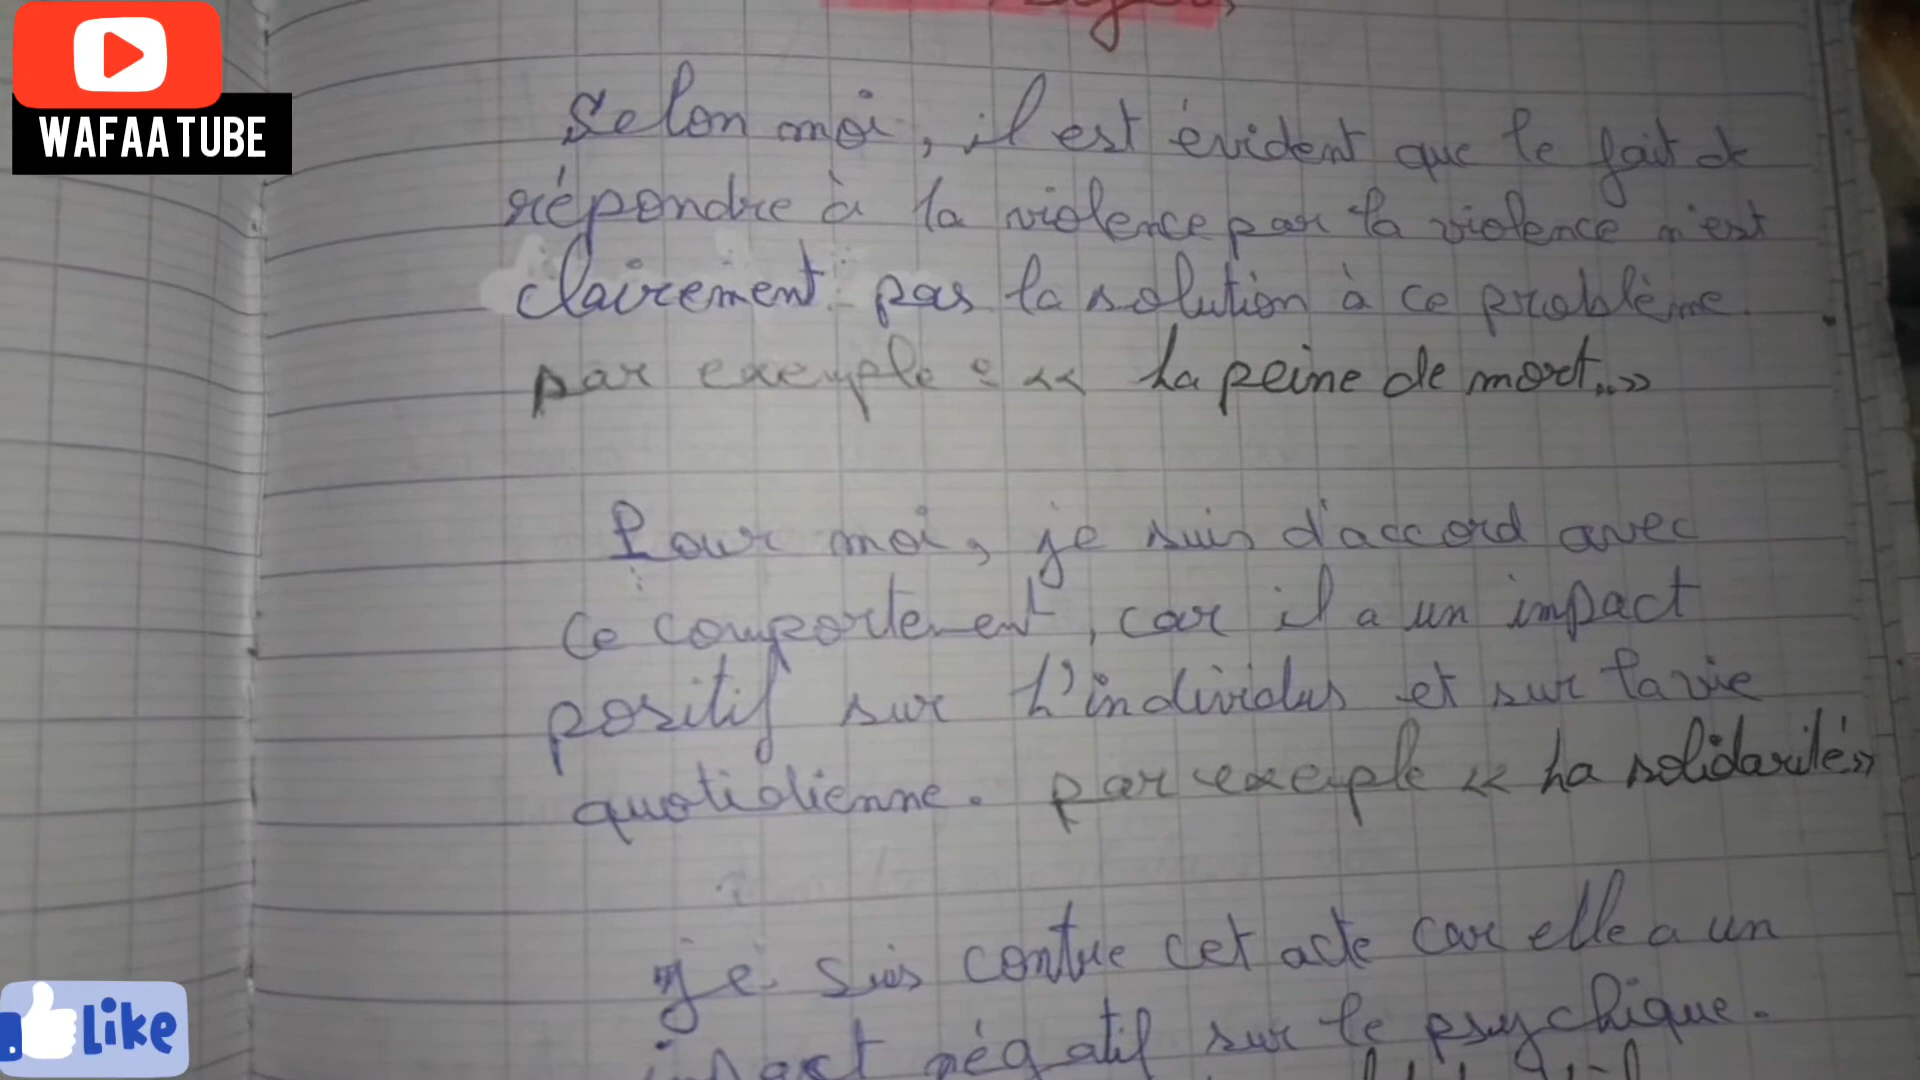 WAFAA TUBE
Selon moi, il est évident que le fait de
répondre à la violence par la violence n'est
clairement pas la solution à ce problème.
par exemple : << La peine de mort..>>
Pour moi, je suis d'accord avec
ce comportement, car il a un impact
positif sur L'individus et sur la vie
quotidienne. par exemple << La solidarité>>
je suis contre cet acte car elle a un
impact négatif sur le psychique.
Like